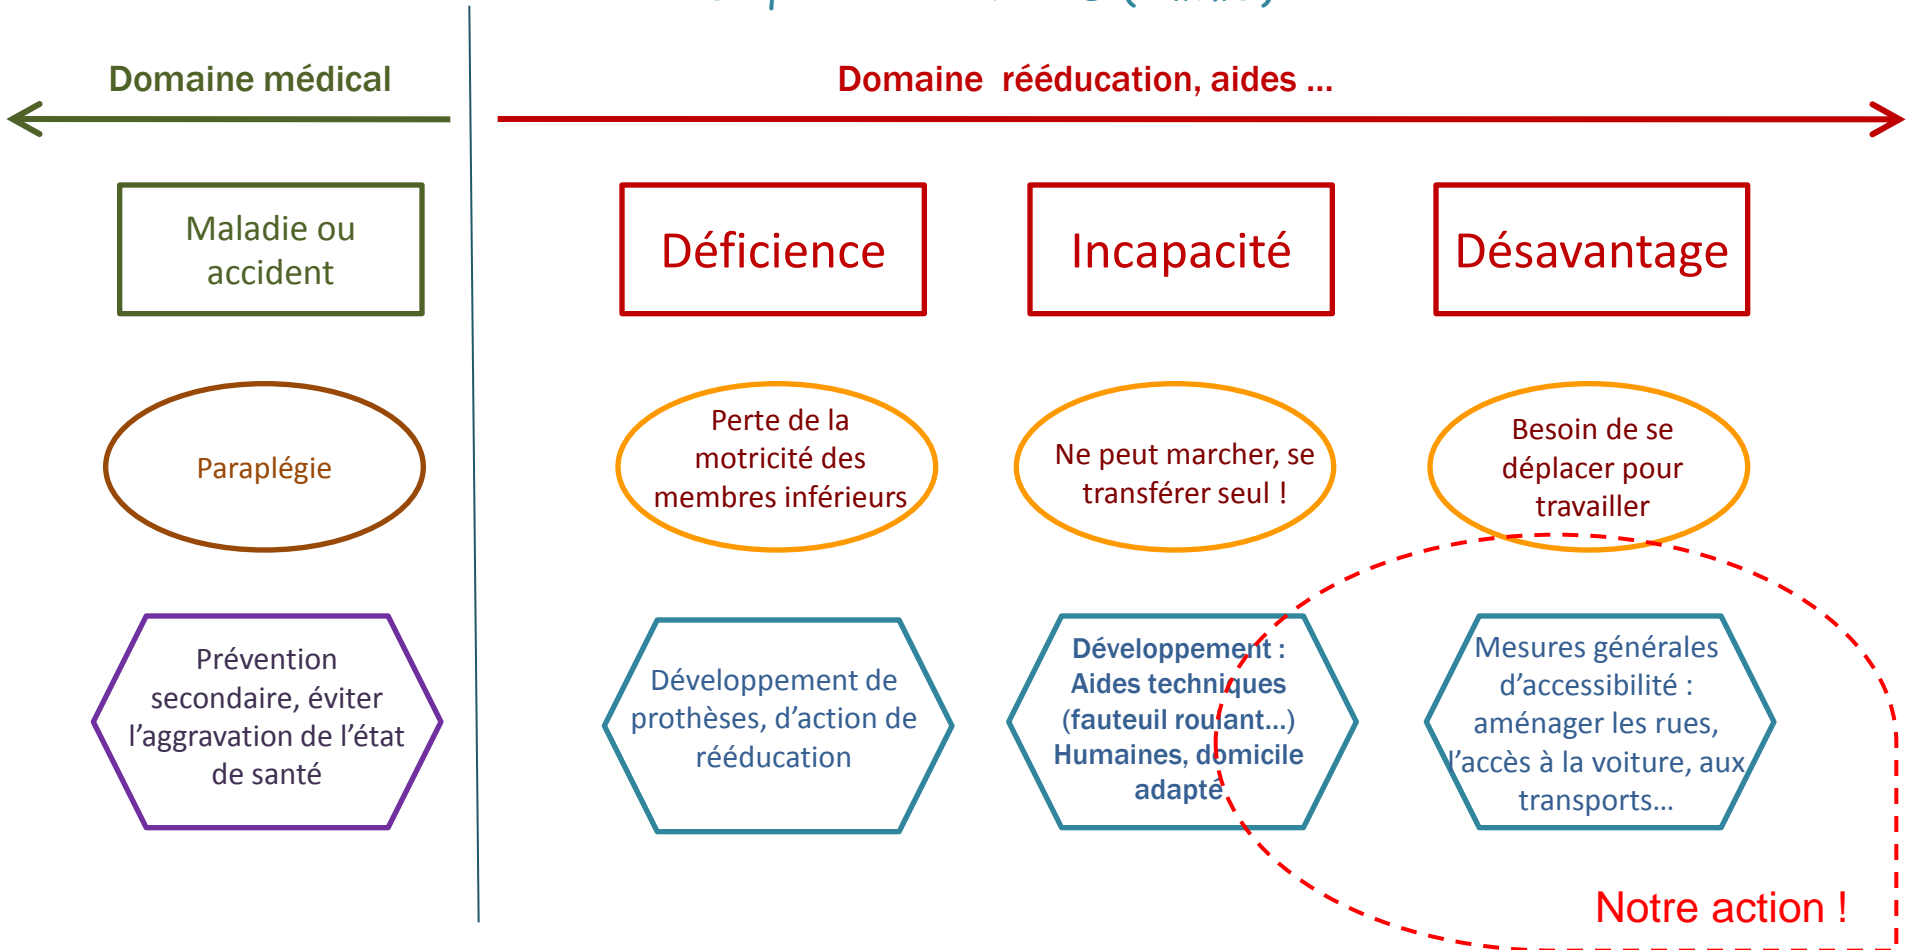 Domaine médical
Domaine rééducation, aides ...
Maladie ou
accident
Déficience
Incapacité
Désavantage
Paraplégie
Perte de la
motricité des
membres inférieurs
Ne peut marcher, se
transférer seul !
Besoin de se
déplacer pour
travailler
Prévention
secondaire, éviter
l’aggravation de l’état
de santé
Développement de
prothèses, d’action de
rééducation
Développement :
Aides techniques
(fauteuil roulant...)
Humaines, domicile
adapté
Mesures générales
d’accessibilité :
aménager les rues,
l’accès à la voiture, aux
transports…
Notre action !